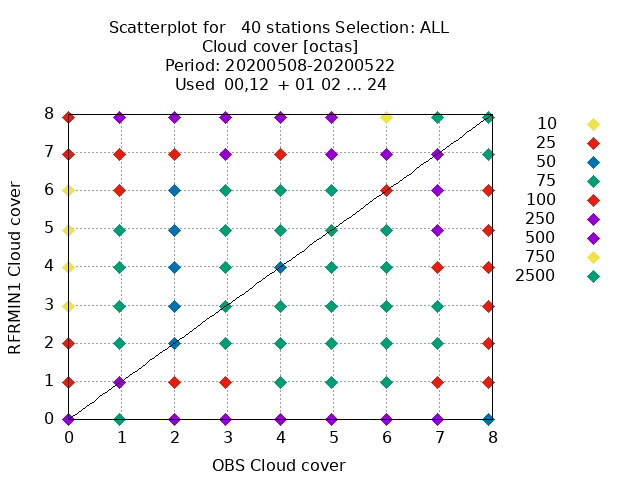 Scatterplot for   40 stations Selection: ALL
Cloud cover [octas]
Period: 20200508-20200522
Used  00,12  + 01 02 ... 24
8
7
6
5
4
3
2
1
0
RFRMIN1 Cloud cover
0 1 2 3 4 5 6 7 8
OBS Cloud cover
10
25
50
75
100
250
500
750
2500